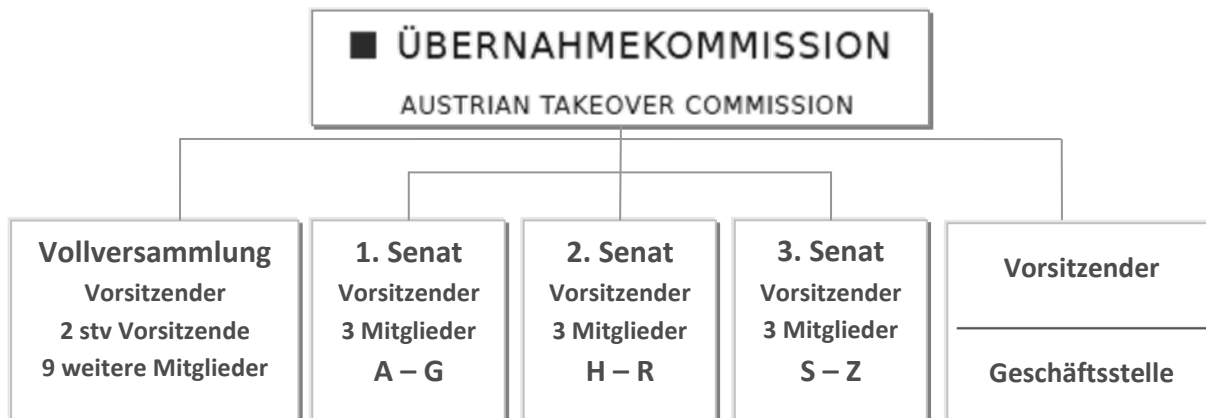 ■ ÜBERNAHMEKOMMISSION
AUSTRIAN TAKEOVER COMMISSION
Vollversammlung
Vorsitzender
2 stv Vorsitzende
9 weitere Mitglieder
1. Senat
Vorsitzender
3 Mitglieder
A – G
2. Senat
Vorsitzender
3 Mitglieder
H – R
3. Senat
Vorsitzender
3 Mitglieder
S – Z
Vorsitzender
Geschäftsstelle